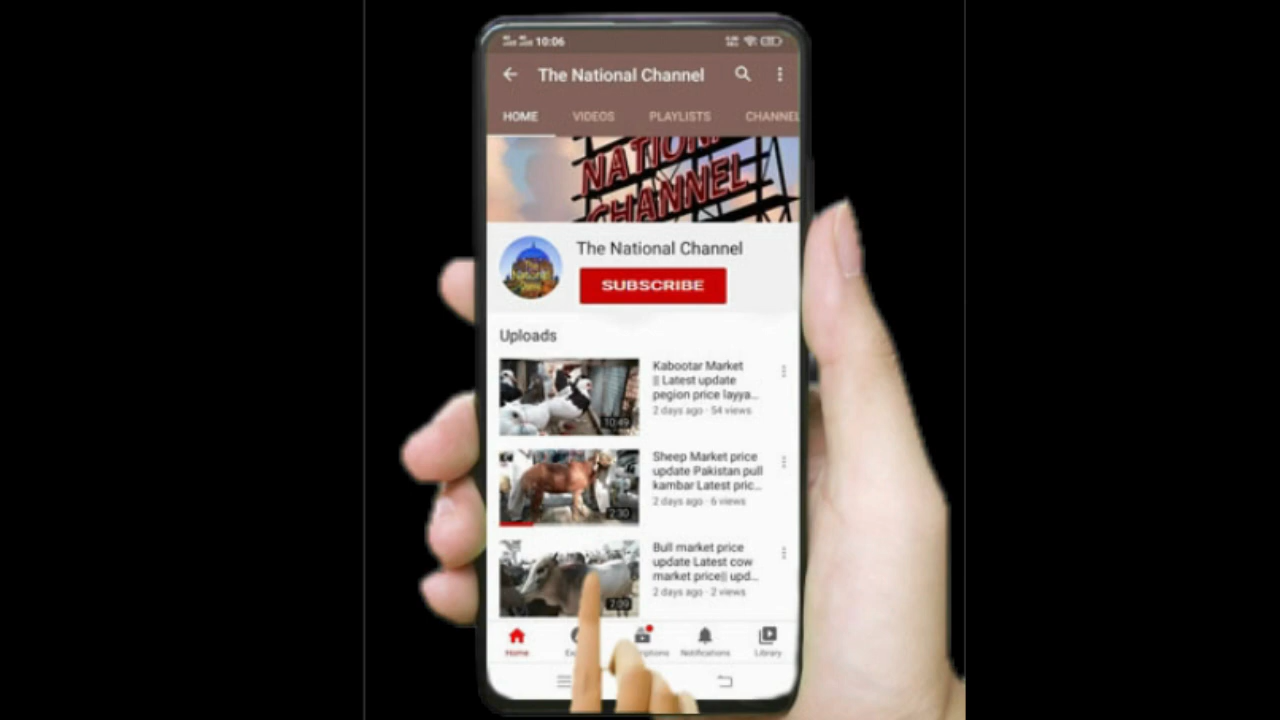 10:06
The National Channel
HOME VIDEOS PLAYLISTS CHANNEL
NATION
CHANNEL
The National Channel
SUBSCRIBE
Uploads
Kabootar Market
|| Latest update
pegion price layya...
2 days ago · 54 views
10:49
Sheep Market price
update Pakistan pull
kambar Latest pric...
2 days ago · 6 views
2:30
Bull market price
update Latest cow
market price|| upd...
2 days ago · 2 views
Home Notifications Library